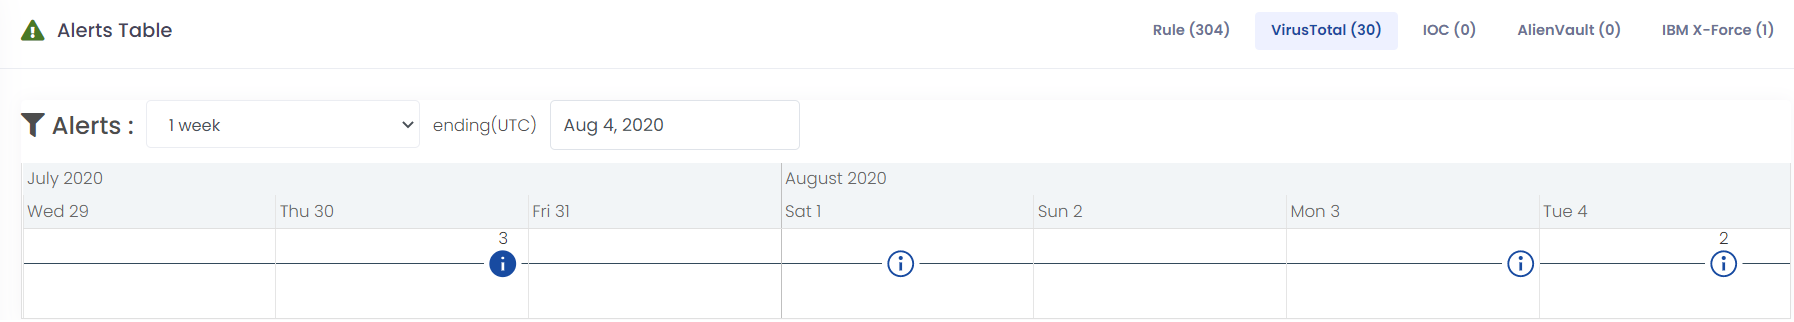 Alerts Table
Rule (304) VirusTotal (30) IOC (0) AlienVault (0) IBM X-Force (1)
Alerts : 1 week ending(UTC) Aug 4, 2020
July 2020 August 2020
Wed 29 Thu 30 Fri 31 Sat 1 Sun 2 Mon 3 Tue 4
3 2